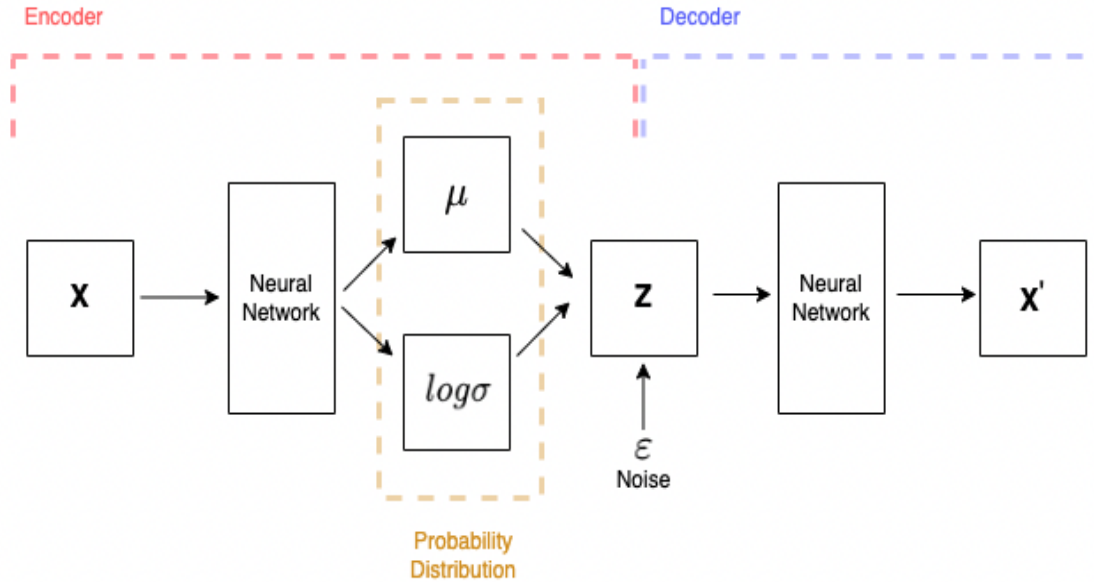 Encoder
Decoder
μ
X
Neural
Network
Z
Neural
Network
X'
logσ
ε
Noise
Probability
Distribution